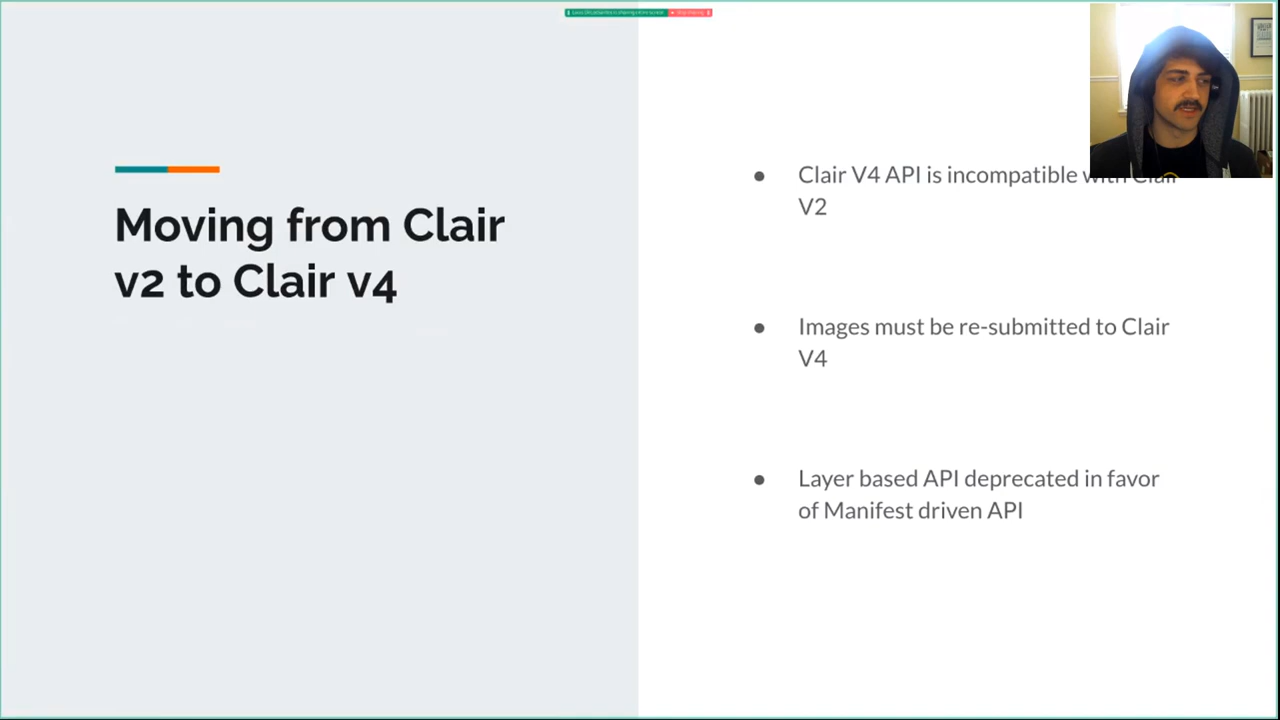 Moving from Clair
v2 to Clair v4
● Clair V4 API is incompatible with Clair
V2
● Images must be re-submitted to Clair
V4
● Layer based API deprecated in favor
of Manifest driven API